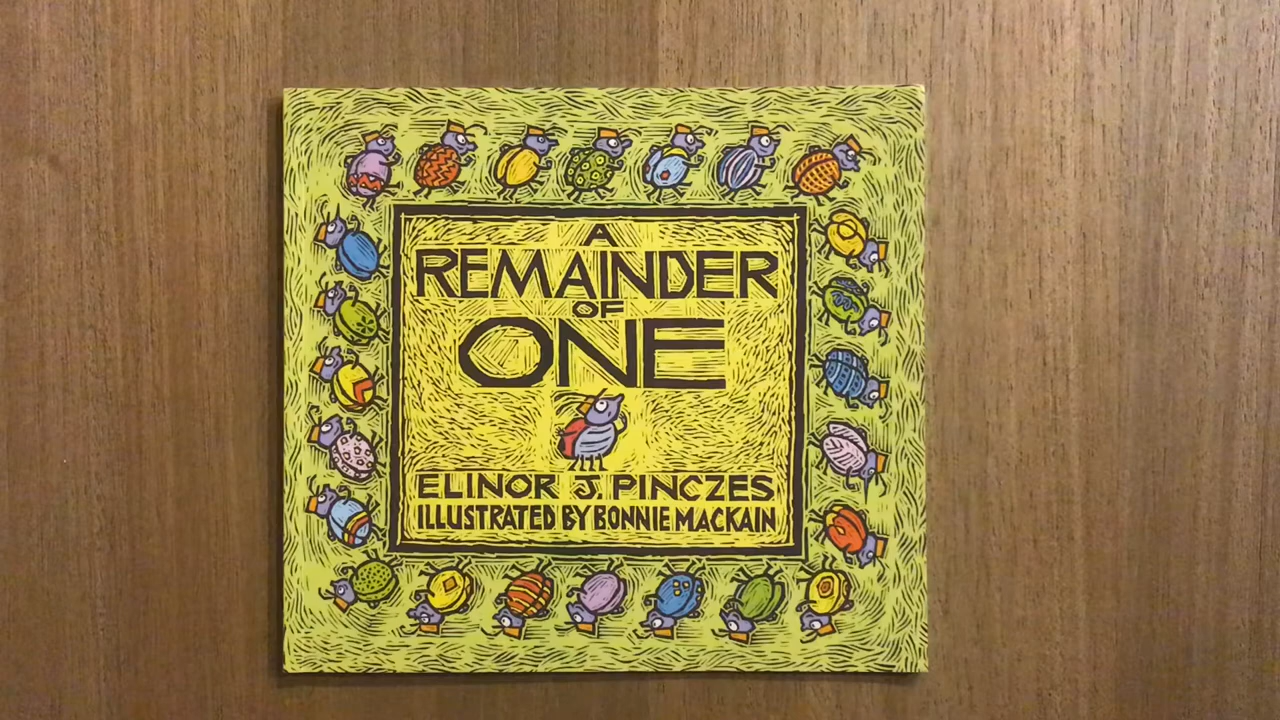 A
REMAINDER
OF
ONE
ELINOR J. PINCZES
ILLUSTRATED BY BONNIE MACKAIN